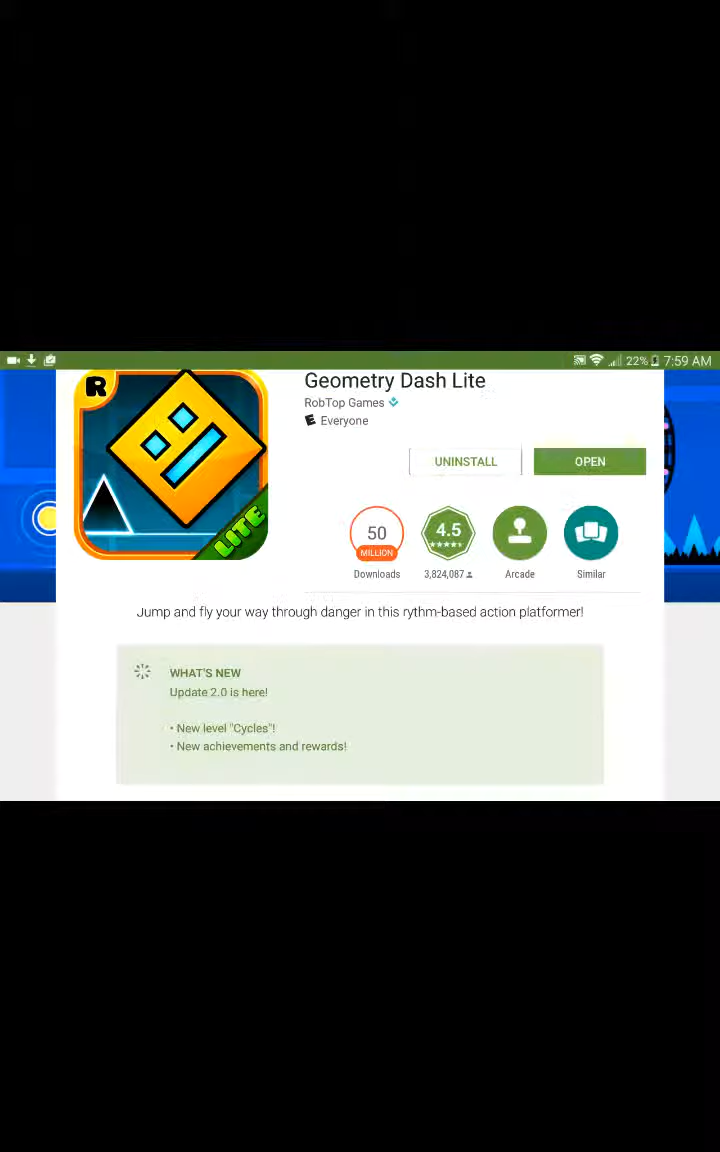 22% 7:59 AM
R
LITE
Geometry Dash Lite
RobTop Games
E Everyone
UNINSTALL
OPEN
50
MILLION
Downloads
4.5
3,824,087
Arcade
Similar
Jump and fly your way through danger in this rythm-based action platformer!
WHAT'S NEW
Update 2.0 is here!
• New level "Cycles"!
• New achievements and rewards!